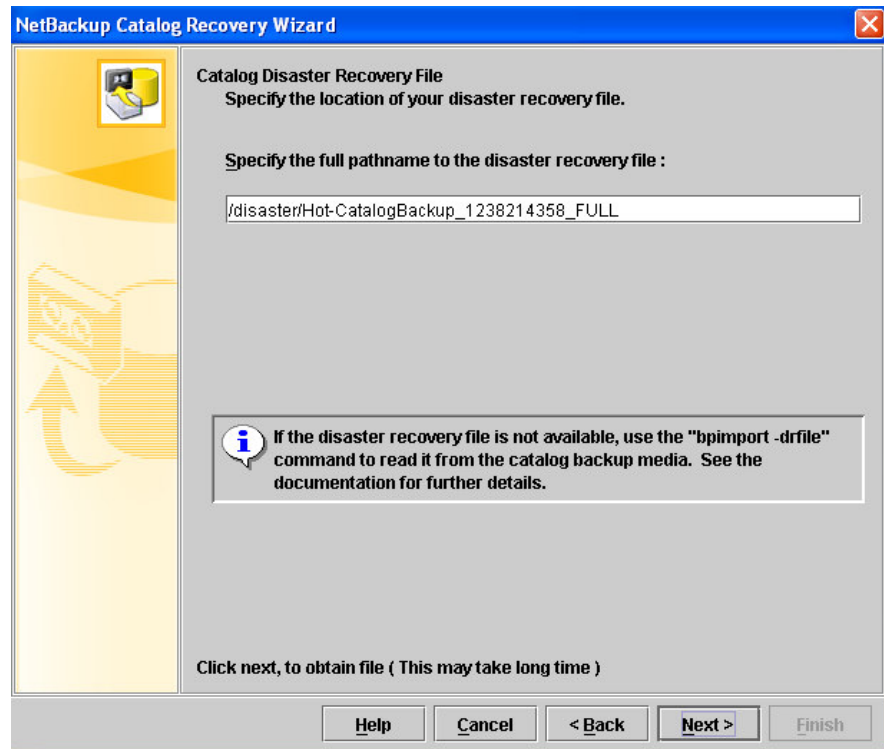 NetBackup Catalog Recovery Wizard
Catalog Disaster Recovery File
Specify the location of your disaster recovery file.
Specify the full pathname to the disaster recovery file :
/disaster/Hot-CatalogBackup_1238214358_FULL
If the disaster recovery file is not available, use the "bpimport -drfile"
command to read it from the catalog backup media. See the
documentation for further details.
Click next, to obtain file ( This may take long time )
Help Cancel < Back Next > Finish